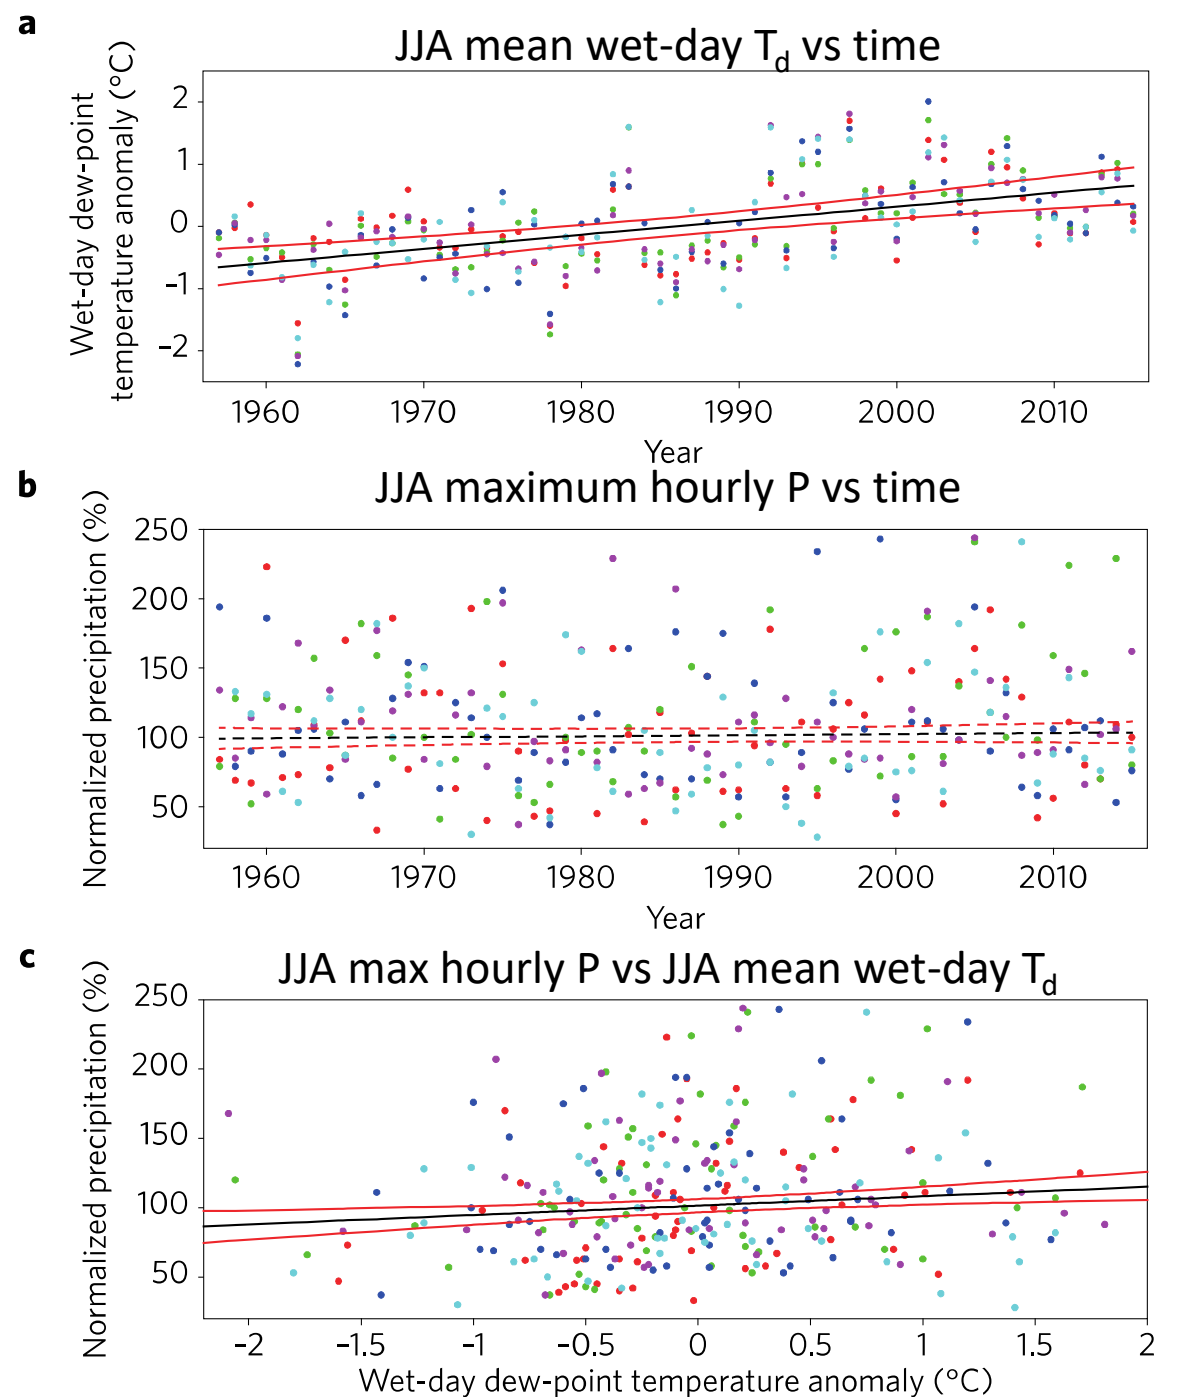 a
JJA mean wet-day Td vs time
Wet-day dew-point
temperature anomaly (°C)
2
1
0
−1
−2
1960 1970 1980 1990 2000 2010
Year
b
JJA maximum hourly P vs time
Normalized precipitation (%)
250
200
150
100
50
1960 1970 1980 1990 2000 2010
Year
c
JJA max hourly P vs JJA mean wet-day Td
Normalized precipitation (%)
250
200
150
100
50
−2 −1.5 −1 −0.5 0 0.5 1 1.5 2
Wet-day dew-point temperature anomaly (°C)